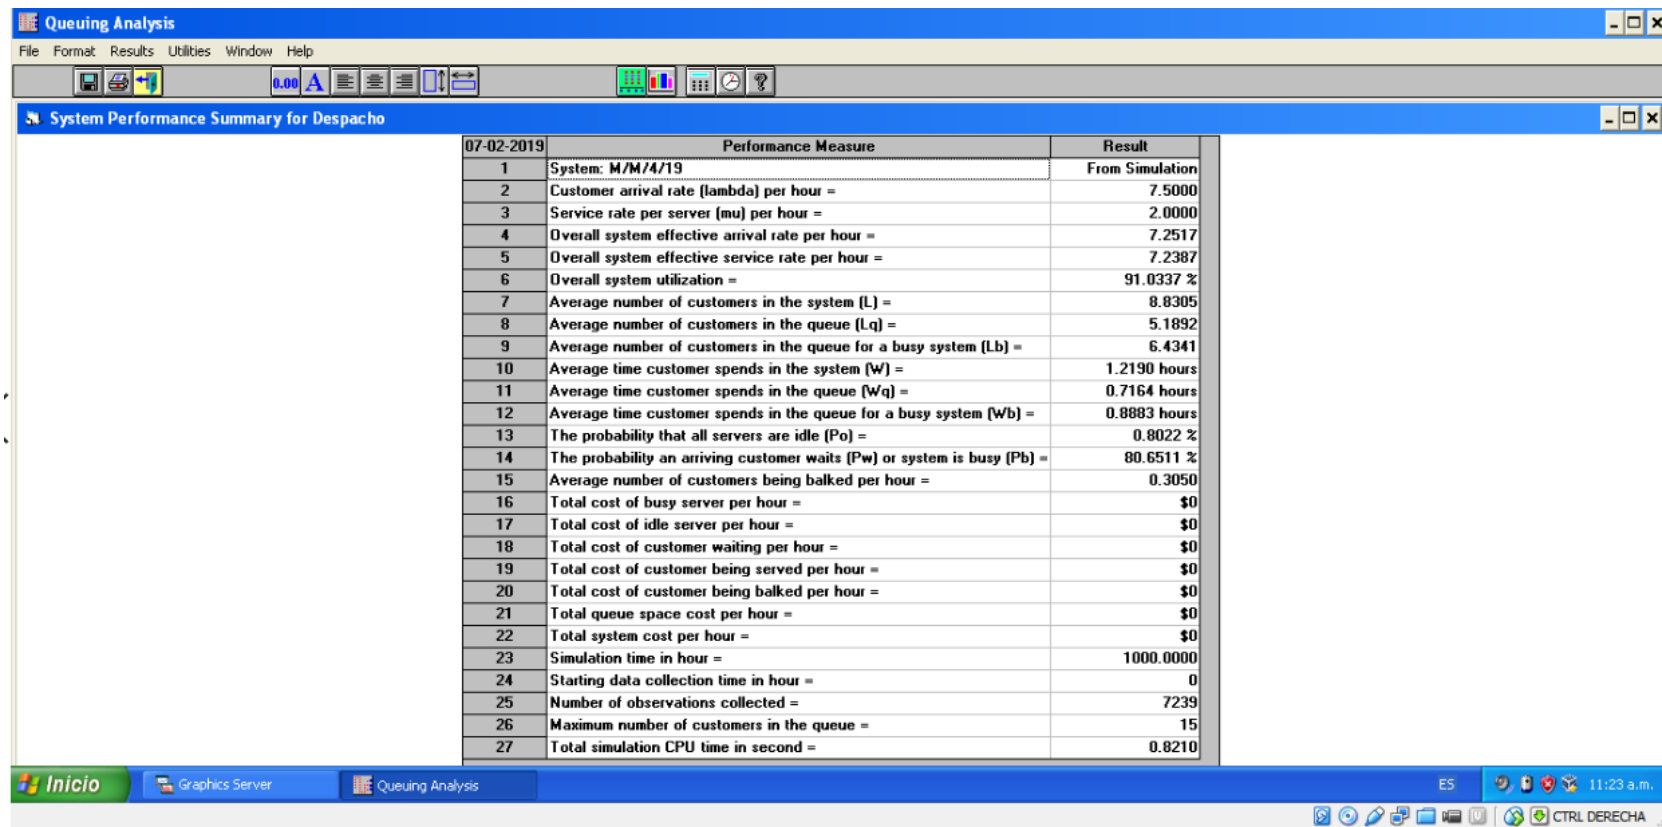 Queuing Analysis
File Format Results Utilities Window Help
0.00 A
System Performance Summary for Despacho
07-02-2019 Performance Measure Result
1 System: M/M/4/19 From Simulation
2 Customer arrival rate (lambda) per hour = 7.5000
3 Service rate per server (mu) per hour = 2.0000
4 Overall system effective arrival rate per hour = 7.2517
5 Overall system effective service rate per hour = 7.2387
6 Overall system utilization = 91.0337 %
7 Average number of customers in the system (L) = 8.8305
8 Average number of customers in the queue (Lq) = 5.1892
9 Average number of customers in the queue for a busy system (Lb) = 6.4341
10 Average time customer spends in the system (W) = 1.2190 hours
11 Average time customer spends in the queue (Wq) = 0.7164 hours
12 Average time customer spends in the queue for a busy system (Wb) = 0.8883 hours
13 The probability that all servers are idle (Po) = 0.8022 %
14 The probability an arriving customer waits (Pw) or system is busy (Pb) = 80.6511 %
15 Average number of customers being balked per hour = 0.3050
16 Total cost of busy server per hour = $0
17 Total cost of idle server per hour = $0
18 Total cost of customer waiting per hour = $0
19 Total cost of customer being served per hour = $0
20 Total cost of customer being balked per hour = $0
21 Total queue space cost per hour = $0
22 Total system cost per hour = $0
23 Simulation time in hour = 1000.0000
24 Starting data collection time in hour = 0
25 Number of observations collected = 7239
26 Maximum number of customers in the queue = 15
27 Total simulation CPU time in second = 0.8210
Inicio Graphics Server Queuing Analysis ES 11:23 a.m.
CTRL DERECHA